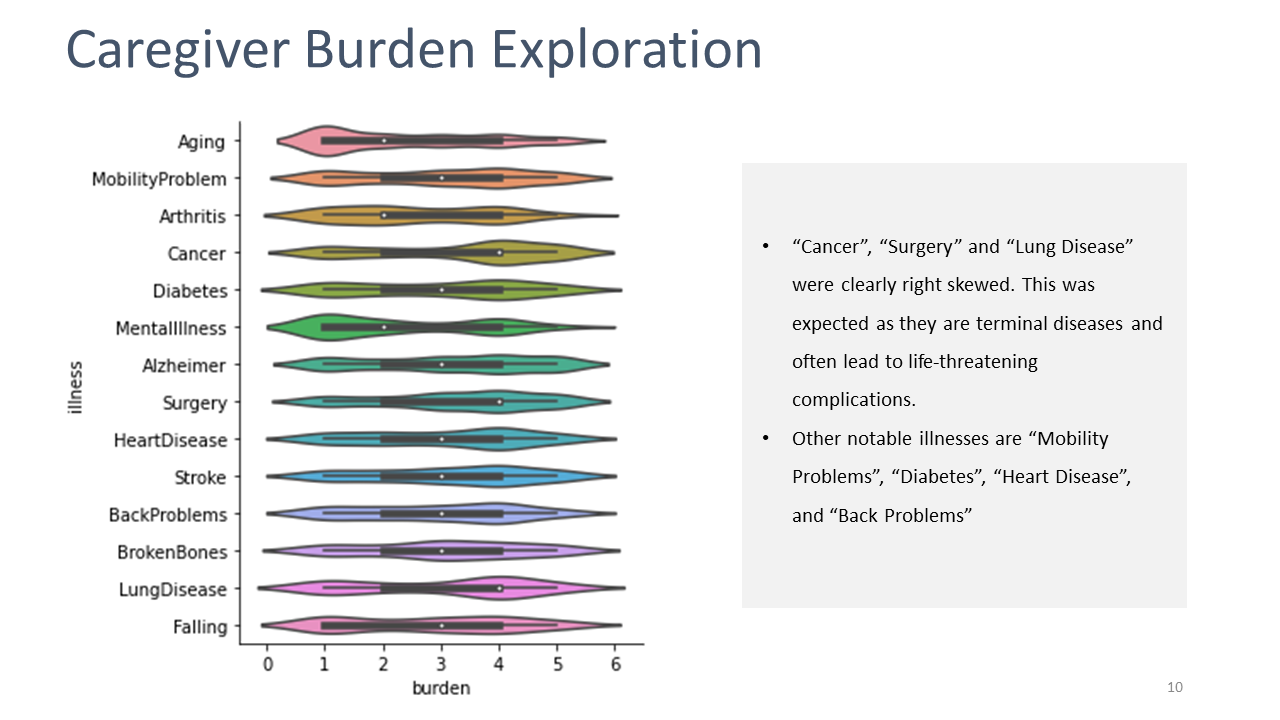 Caregiver Burden Exploration
Aging
MobilityProblem
Arthritis
Cancer
Diabetes
MentalIllness
Alzheimer
Surgery
HeartDisease
Stroke
BackProblems
BrokenBones
LungDisease
Falling
illness
0 1 2 3 4 5 6
burden
• “Cancer”, “Surgery” and “Lung Disease”
were clearly right skewed. This was
expected as they are terminal diseases and
often lead to life-threatening
complications.
• Other notable illnesses are “Mobility
Problems”, “Diabetes”, “Heart Disease”,
and “Back Problems”
10